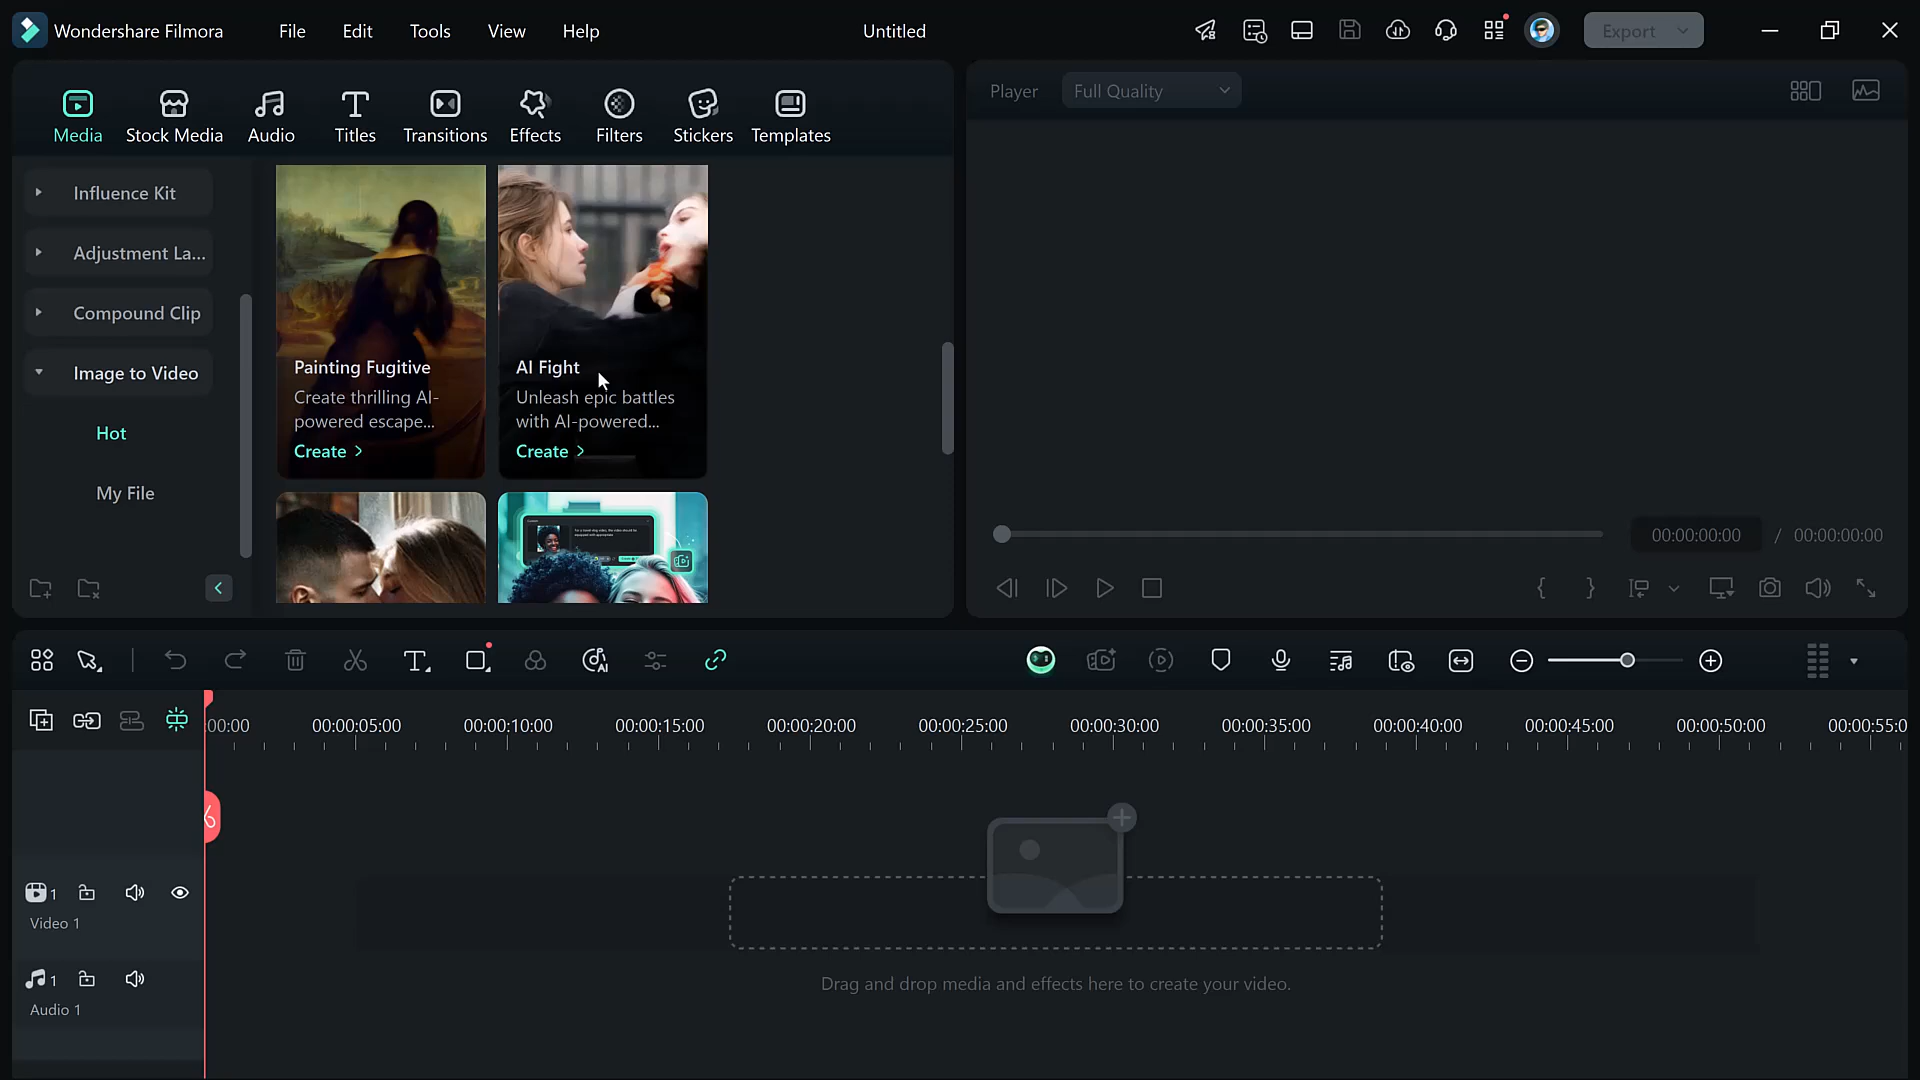 Wondershare Filmora
File
Edit
Tools
View
Help
Untitled
Export
Media
Stock Media
Audio
Titles
Transitions
Effects
Filters
Stickers
Templates
Player
Full Quality
Influence Kit
Adjustment La...
Compound Clip
Image to Video
Hot
My File
Painting Fugitive
Create thrilling AI-
powered escape...
Create >
AI Fight
Unleash epic battles
with AI-powered...
Create >
00:00:00:00 / 00:00:00:00
:00:00
00:00:05:00
00:00:10:00
00:00:15:00
00:00:20:00
00:00:25:00
00:00:30:00
00:00:35:00
00:00:40:00
00:00:45:00
00:00:50:00
00:00:55:0
1
Video 1
1
Audio 1
Drag and drop media and effects here to create your video.